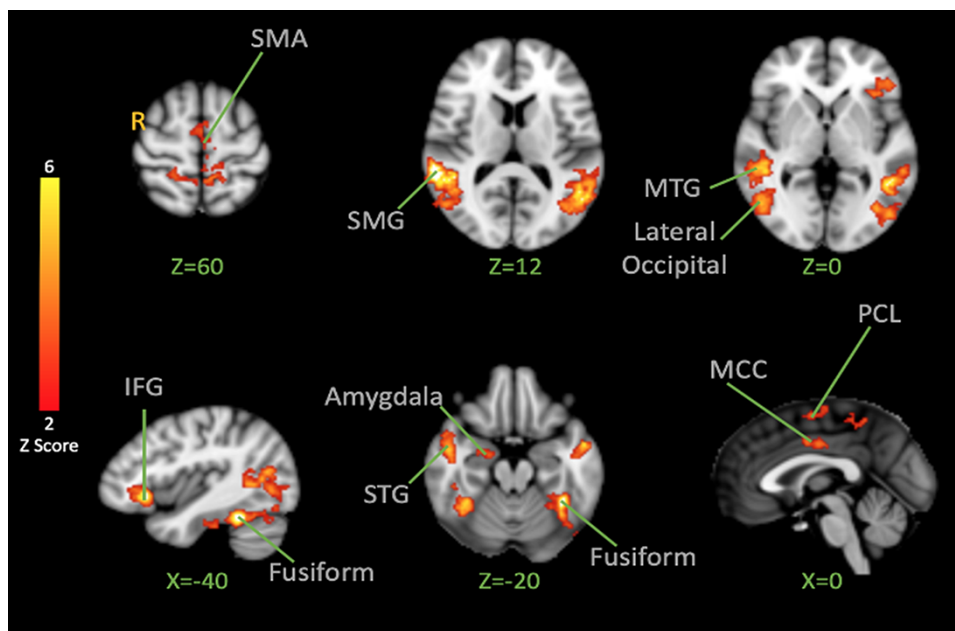 SMA
R
SMG
MTG
Lateral
Occipital
Z=60
Z=12
Z=0
6
2
Z Score
IFG
Amygdala
STG
Fusiform
Fusiform
PCL
MCC
X=-40
Z=-20
X=0